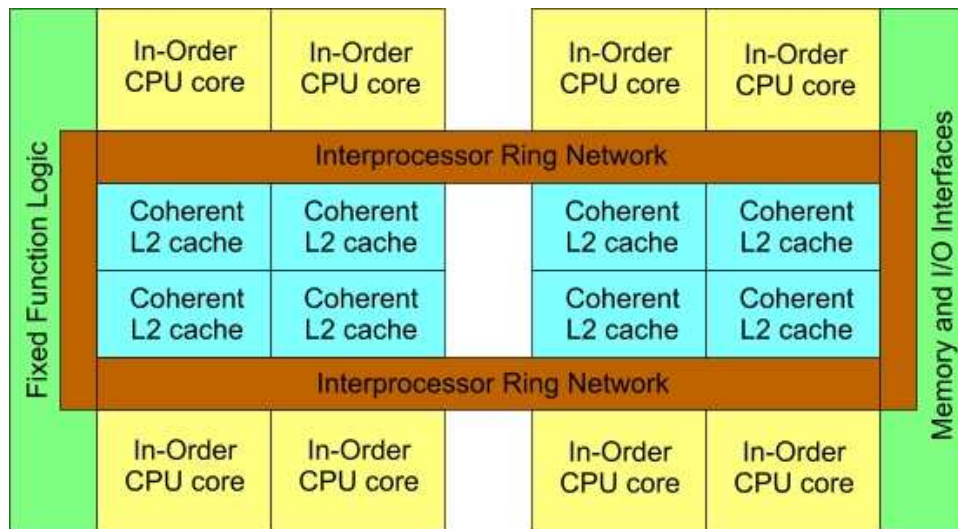 Fixed Function Logic
In-Order
CPU core
In-Order
CPU core
In-Order
CPU core
In-Order
CPU core
Interprocessor Ring Network
Coherent
L2 cache
Coherent
L2 cache
Coherent
L2 cache
Coherent
L2 cache
Coherent
L2 cache
Coherent
L2 cache
Coherent
L2 cache
Coherent
L2 cache
Interprocessor Ring Network
In-Order
CPU core
In-Order
CPU core
In-Order
CPU core
In-Order
CPU core
Memory and I/O Interfaces